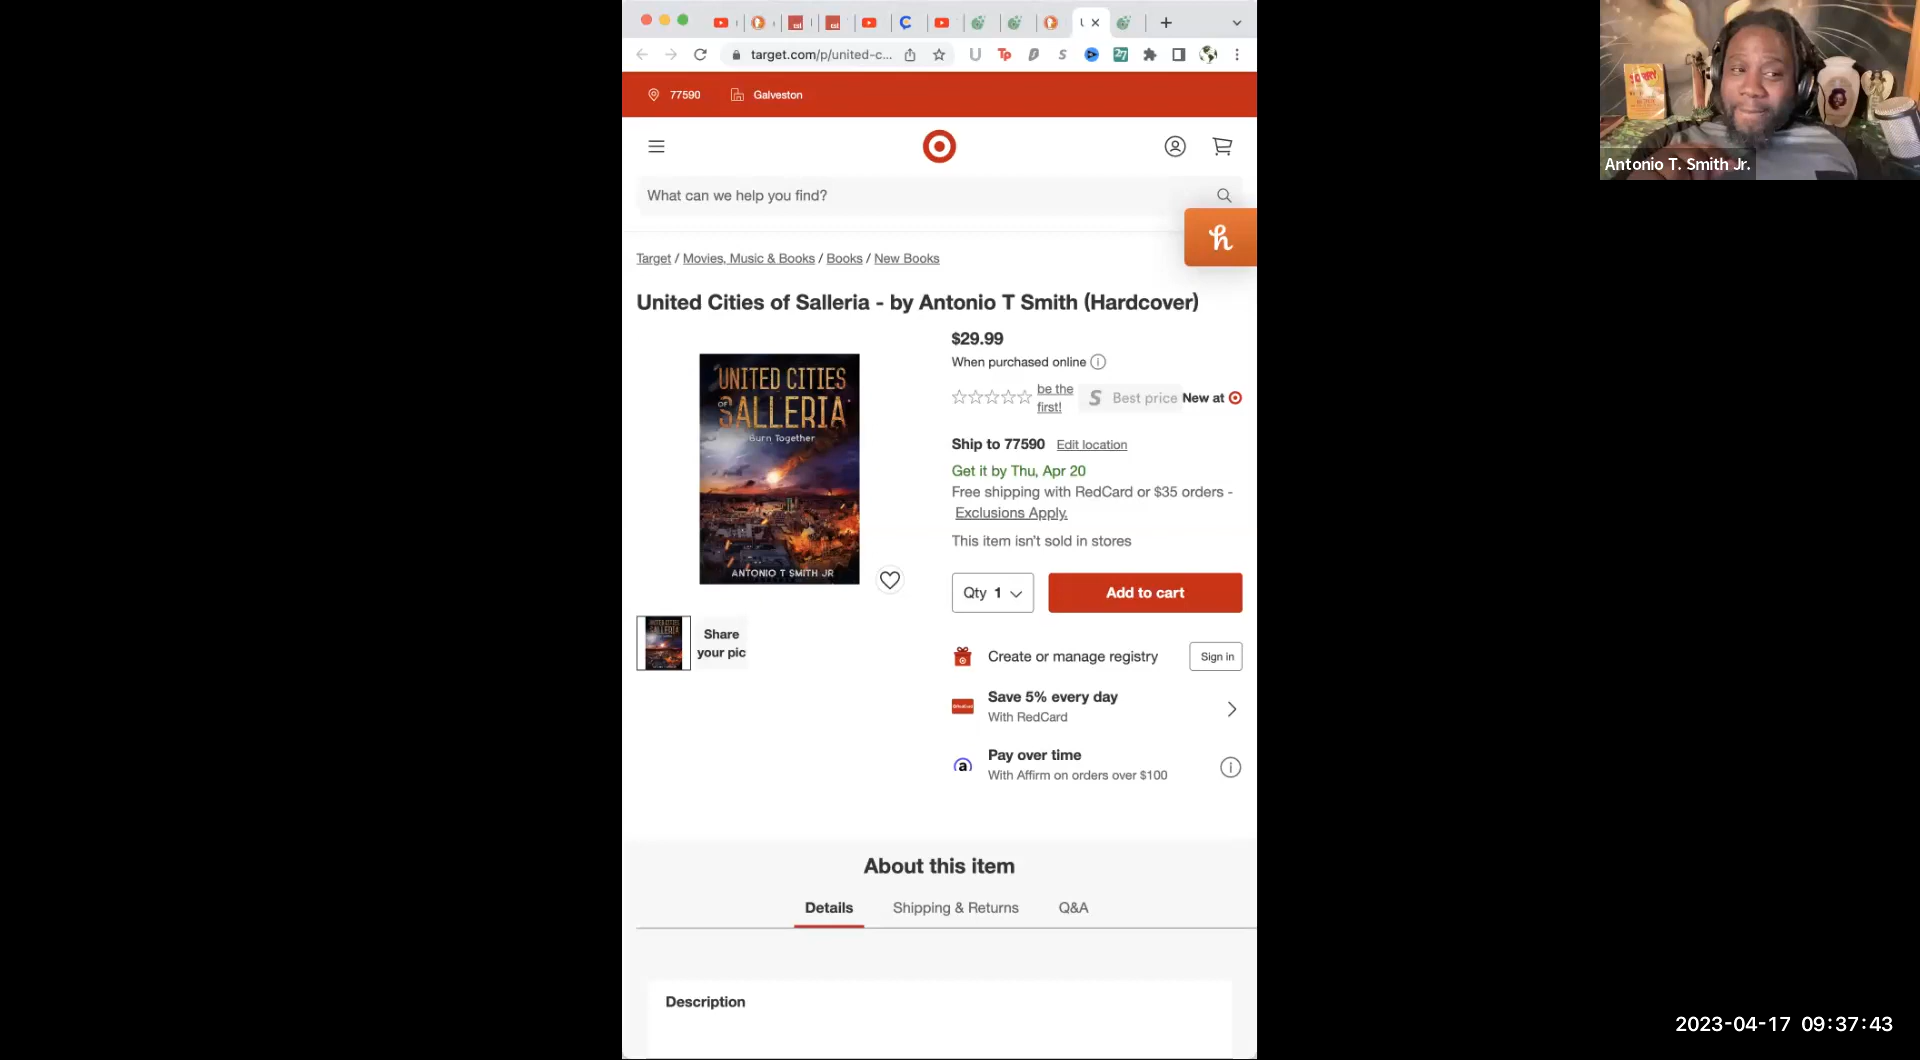 target.com/p/united-c...
77590
Galveston
What can we help you find?
Target / Movies, Music & Books / Books / New Books
United Cities of Salleria - by Antonio T Smith (Hardcover)
$29.99
When purchased online
be the
first!
S Best price
New at
Ship to 77590 Edit location
Get it by Thu, Apr 20
Free shipping with RedCard or $35 orders -
Exclusions Apply.
This item isn't sold in stores
Qty 1
Add to cart
UNITED CITIES
OF SALLERIA
Burn Together
ANTONIO T SMITH JR
Share
your pic
Create or manage registry
Sign in
Save 5% every day
With RedCard
Pay over time
With Affirm on orders over $100
About this item
Details
Shipping & Returns
Q&A
Description
Antonio T. Smith Jr.
2023-04-17 09:37:43